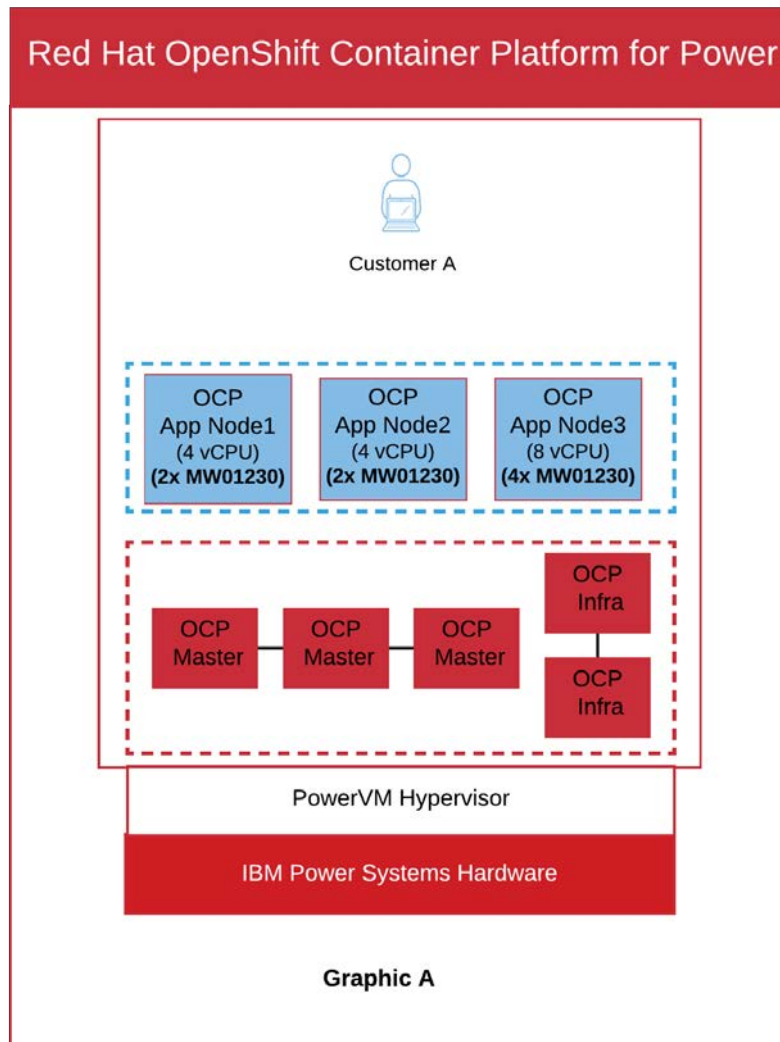 Red Hat OpenShift Container Platform for Power
Customer A
OCP
App Node1
(4 vCPU)
(2x MW01230)
OCP
App Node2
(4 vCPU)
(2x MW01230)
OCP
App Node3
(8 vCPU)
(4x MW01230)
OCP
Master
OCP
Master
OCP
Master
OCP
Infra
OCP
Infra
PowerVM Hypervisor
IBM Power Systems Hardware
Graphic A